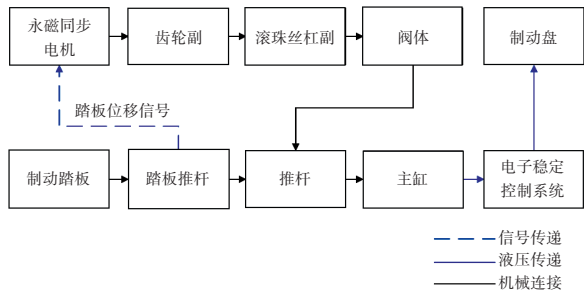 永磁同步
电机
齿轮副
滚珠丝杠副
阀体
制动盘
踏板位移信号
制动踏板
踏板推杆
推杆
主缸
电子稳定
控制系统
信号传递
液压传递
机械连接